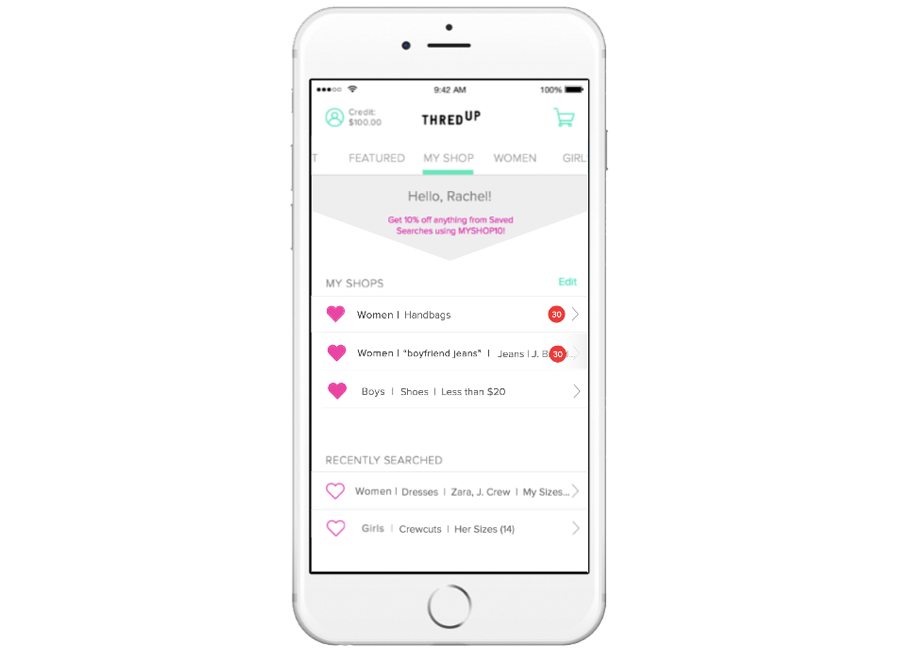 9:42 AM
100%
Credit:
$100.00
THREDUP
T FEATURED MY SHOP WOMEN GIRL
Hello, Rachel!
Get 10% off anything from Saved
Searches using MYSHOP10!
MY SHOPS Edit
Women | Handbags 30
Women | "boyfriend jeans" | Jeans | J. B... 30
Boys | Shoes | Less than $20
RECENTLY SEARCHED
Women | Dresses | Zara, J. Crew | My Sizes...
Girls | Crewcuts | Her Sizes (14)